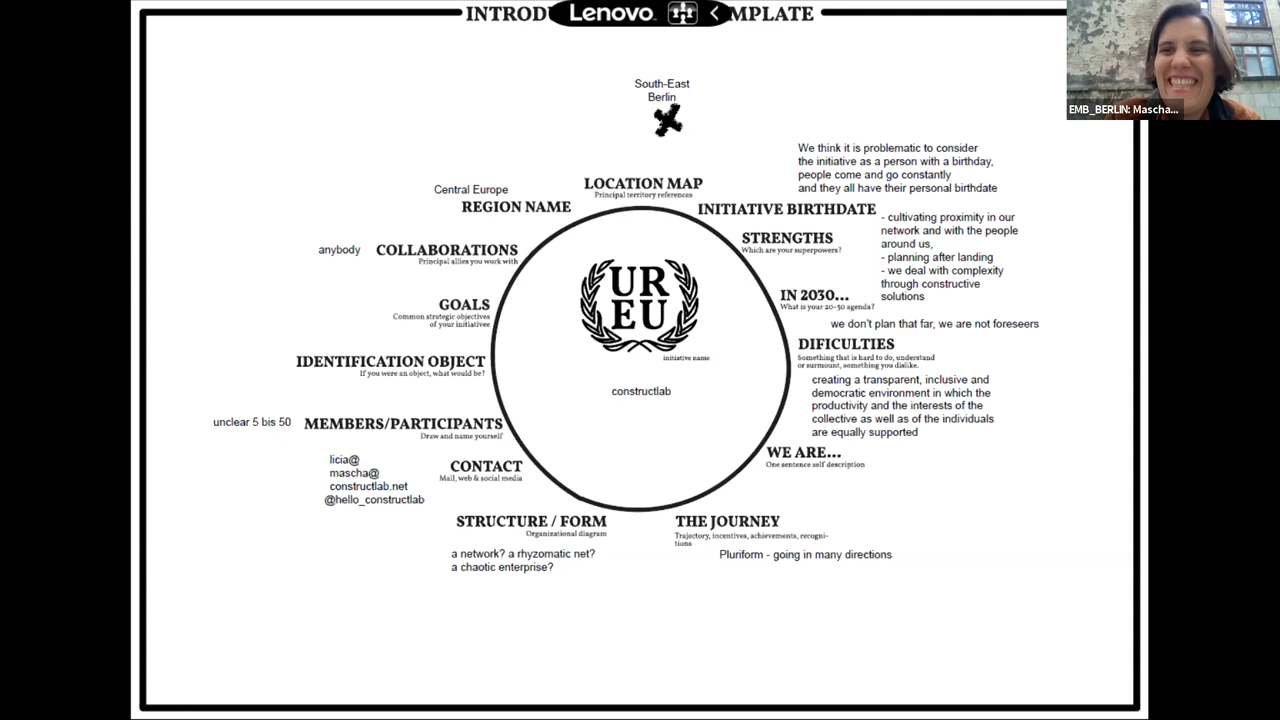 INTRODU
Lenovo
MPLATE
EMB_BERLIN: Mascha...
South-East
Berlin
We think it is problematic to consider
the initiative as a person with a birthday,
people come and go constantly
and they all have their personal birthdate
LOCATION MAP
Principal territory references
Central Europe
REGION NAME
INITIATIVE BIRTHDATE
- cultivating proximity in our
network and with the people
around us,
- planning after landing
- we deal with complexity
through constructive
solutions
STRENGTHS
Which are your superpowers?
anybody
COLLABORATIONS
Principal allies you work with
UR
EU
initiative name
constructlab
IN 2030...
What is your 20-30 agenda?
we don't plan that far, we are not foreseers
GOALS
Common strategic objectives
of your initiativee
DIFICULTIES
Something that is hard to do, understand
or surmount, something you dislike.
creating a transparent, inclusive and
democratic environment in which the
productivity and the interests of the
collective as well as of the individuals
are equally supported
IDENTIFICATION OBJECT
If you were an object, what would be?
unclear 5 bis 50
MEMBERS/PARTICIPANTS
Draw and name yourself
WE ARE...
One sentence self description
licia@
mascha@
constructlab.net
@hello_constructlab
CONTACT
Mail, web & social media
STRUCTURE / FORM
Organizational diagram
a network? a rhyzomatic net?
a chaotic enterprise?
THE JOURNEY
Trajectory, incentives, achievements, recogni-
tions
Pluriform - going in many directions